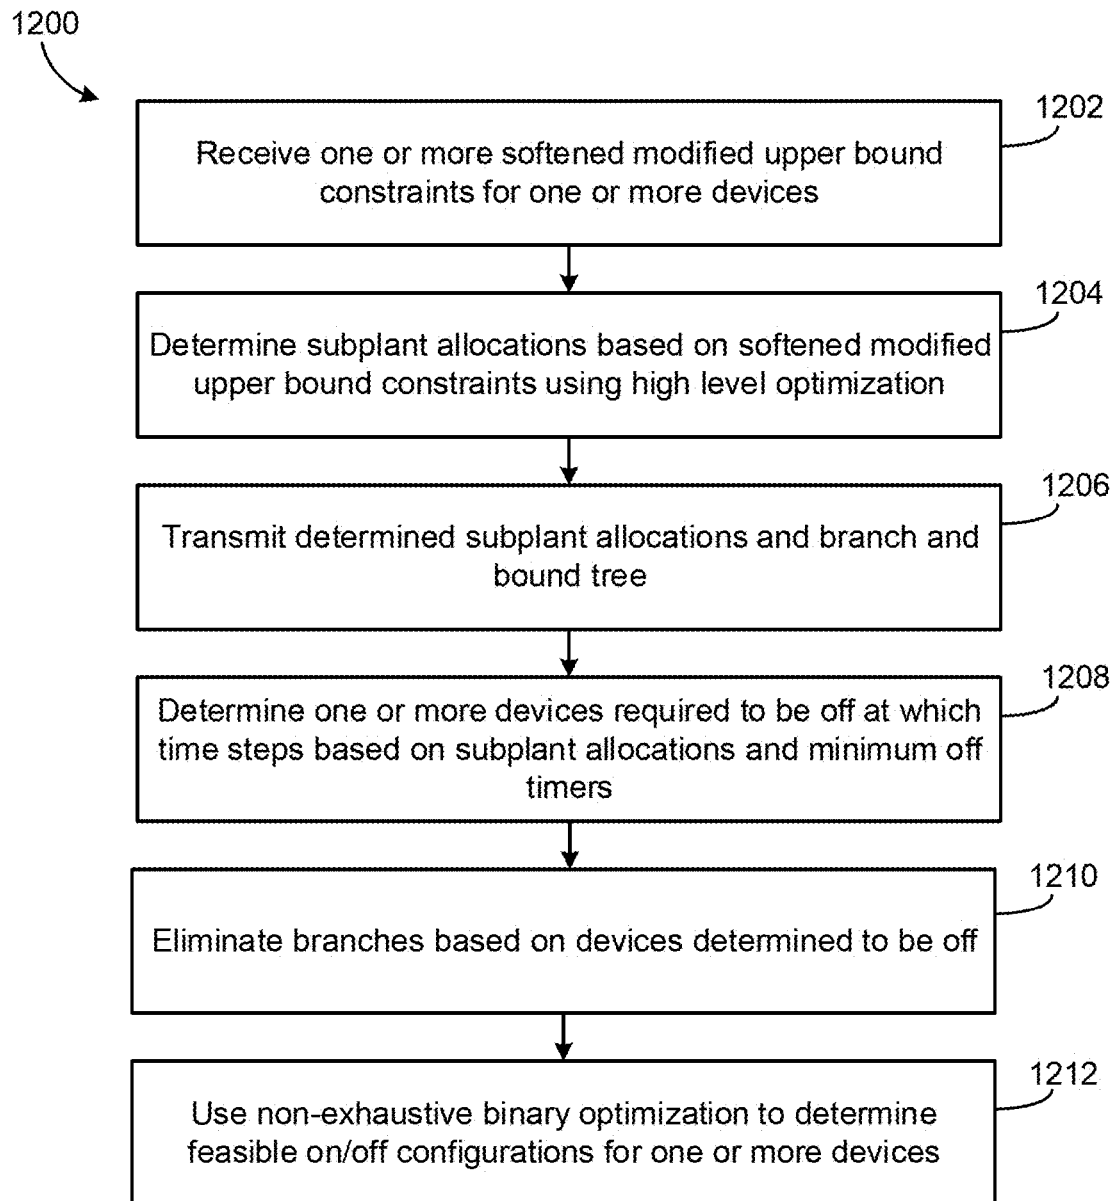 1200
1202
Receive one or more softened modified upper bound
constraints for one or more devices
1204
Determine subplant allocations based on softened modified
upper bound constraints using high level optimization
1206
Transmit determined subplant allocations and branch and
bound tree
1208
Determine one or more devices required to be off at which
time steps based on subplant allocations and minimum off
timers
1210
Eliminate branches based on devices determined to be off
1212
Use non-exhaustive binary optimization to determine
feasible on/off configurations for one or more devices